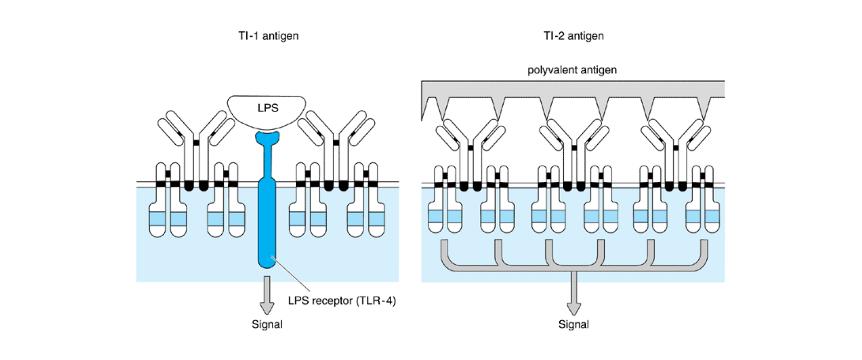 TI-1 antigen
TI-2 antigen
polyvalent antigen
LPS
LPS receptor (TLR-4)
Signal
Signal